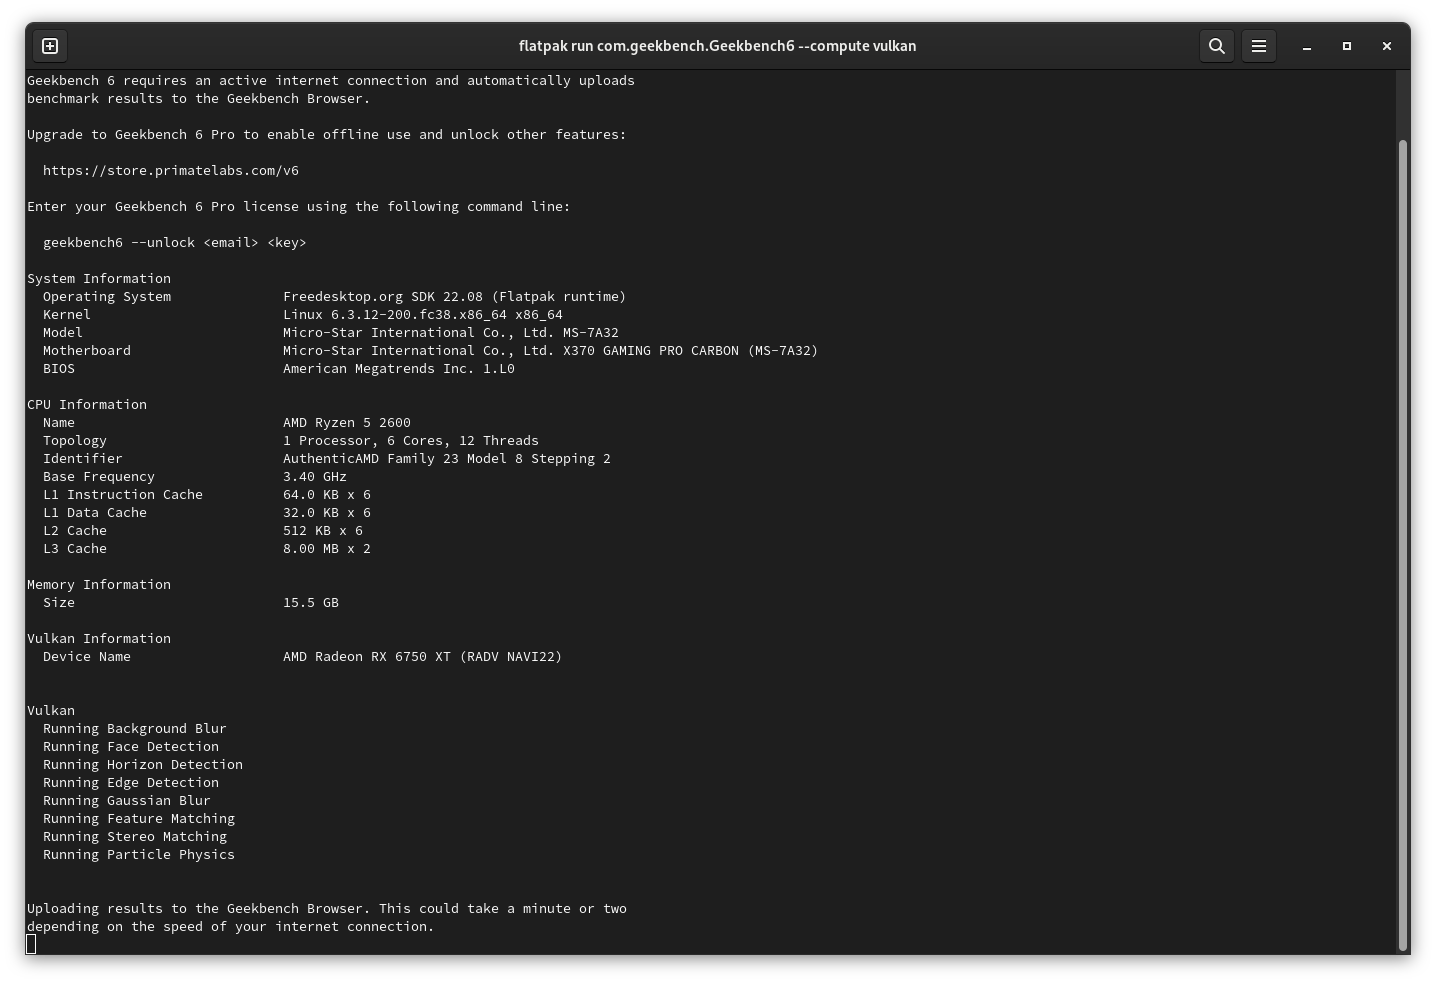 flatpak run com.geekbench.Geekbench6 --compute vulkan
Geekbench 6 requires an active internet connection and automatically uploads
benchmark results to the Geekbench Browser.
Upgrade to Geekbench 6 Pro to enable offline use and unlock other features:
https://store.primatelabs.com/v6
Enter your Geekbench 6 Pro license using the following command line:
geekbench6 --unlock <email> <key>
System Information
Operating System Freedesktop.org SDK 22.08 (Flatpak runtime)
Kernel Linux 6.3.12-200.fc38.x86_64 x86_64
Model Micro-Star International Co., Ltd. MS-7A32
Motherboard Micro-Star International Co., Ltd. X370 GAMING PRO CARBON (MS-7A32)
BIOS American Megatrends Inc. 1.L0
CPU Information
Name AMD Ryzen 5 2600
Topology 1 Processor, 6 Cores, 12 Threads
Identifier AuthenticAMD Family 23 Model 8 Stepping 2
Base Frequency 3.40 GHz
L1 Instruction Cache 64.0 KB x 6
L1 Data Cache 32.0 KB x 6
L2 Cache 512 KB x 6
L3 Cache 8.00 MB x 2
Memory Information
Size 15.5 GB
Vulkan Information
Device Name AMD Radeon RX 6750 XT (RADV NAVI22)
Vulkan
Running Background Blur
Running Face Detection
Running Horizon Detection
Running Edge Detection
Running Gaussian Blur
Running Feature Matching
Running Stereo Matching
Running Particle Physics
Uploading results to the Geekbench Browser. This could take a minute or two
depending on the speed of your internet connection.